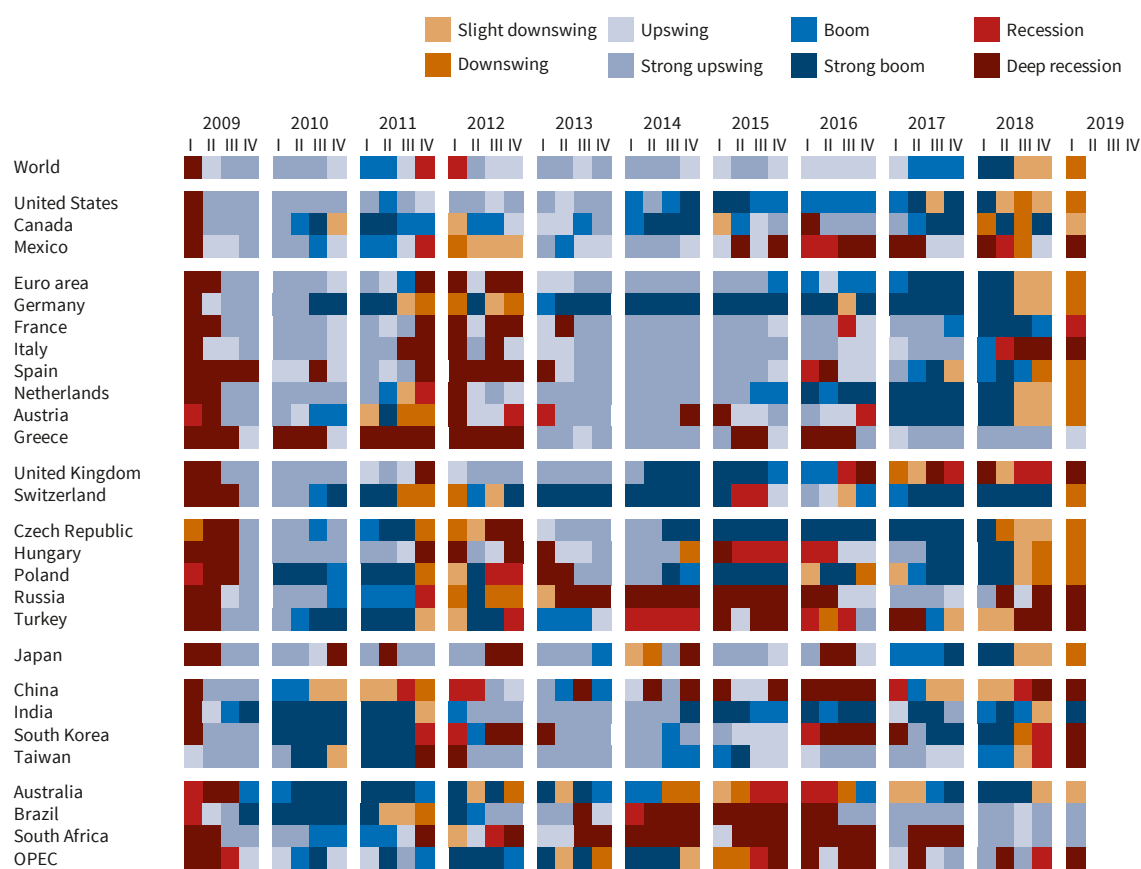 Slight downswing Upswing Boom Recession
Downswing Strong upswing Strong boom Deep recession
2009 2010 2011 2012 2013 2014 2015 2016 2017 2018 2019
I II III IV I II III IV I II III IV I II III IV I II III IV I II III IV I II III IV I II III IV I II III IV I II III IV I II III IV
World
United States
Canada
Mexico
Euro area
Germany
France
Italy
Spain
Netherlands
Austria
Greece
United Kingdom
Switzerland
Czech Republic
Hungary
Poland
Russia
Turkey
Japan
China
India
South Korea
Taiwan
Australia
Brazil
South Africa
OPEC